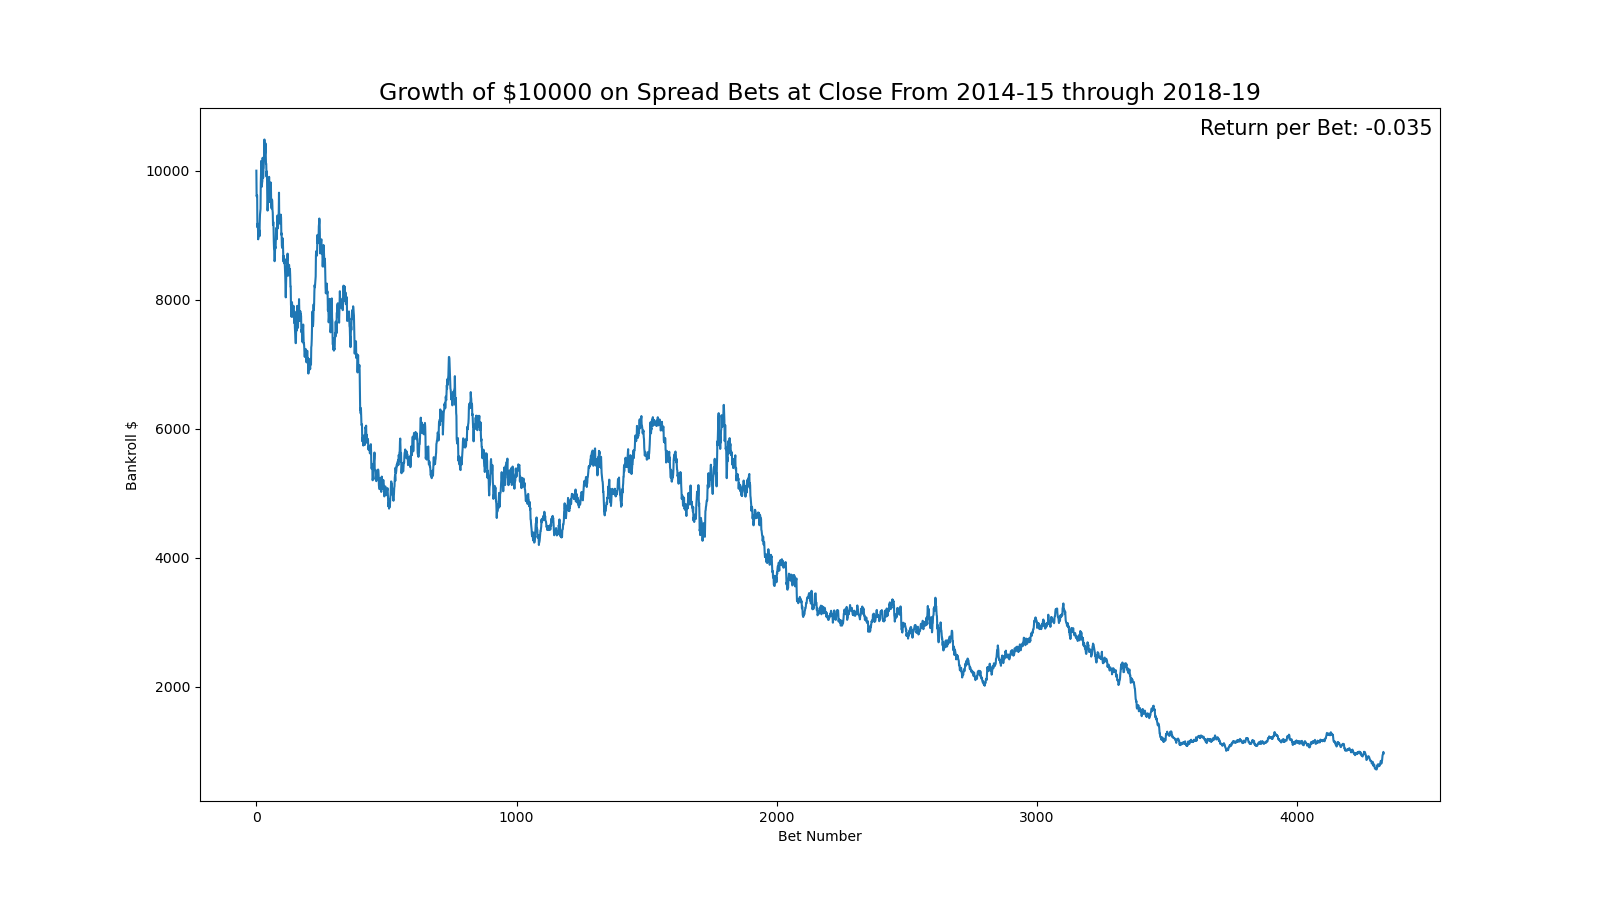 Growth of $10000 on Spread Bets at Close From 2014-15 through 2018-19
Return per Bet: -0.035
10000
8000
6000
4000
2000
Bankroll $
0 1000 2000 3000 4000
Bet Number